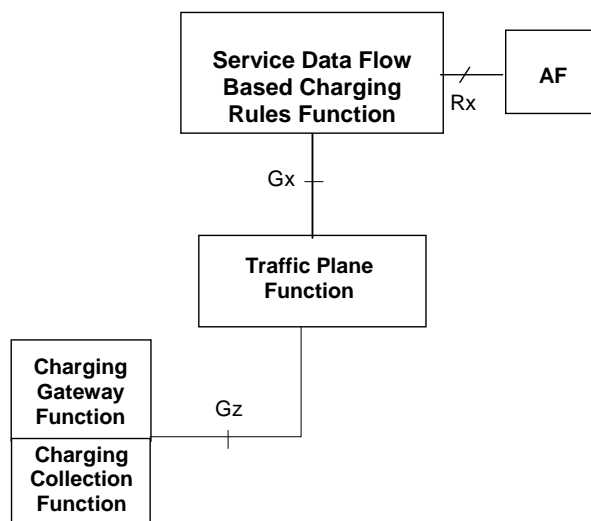 Service Data Flow
Based Charging
Rules Function
AF
Rx
Gx
Traffic Plane
Function
Charging
Gateway
Function
Gz
Charging
Collection
Function